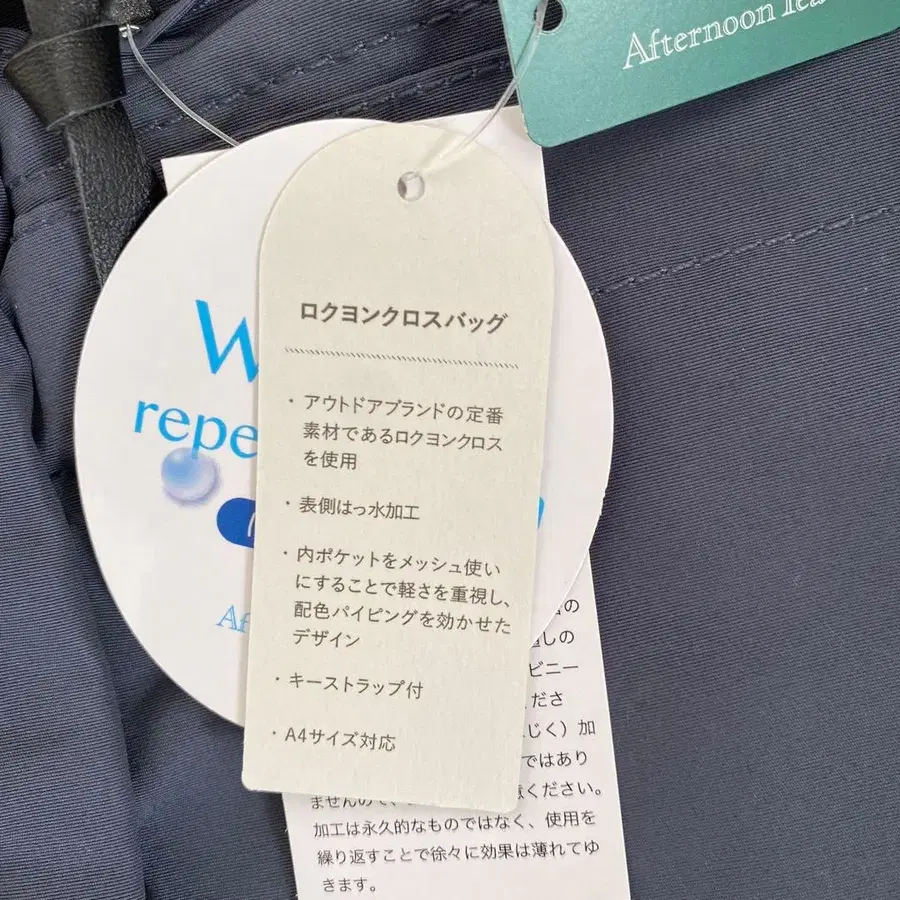 Afternoon Tea
ロクヨンクロスバッグ
・アウトドアブランドの定番
素材であるロクヨンクロス
を使用
・表側はっ水加工
・内ポケットをメッシュ使い
にすることで軽さを重視し、
配色パイピングを効かせた
デザイン
・キーストラップ付
・A4サイズ対応
W
repe
Af
の
しの
ビニー
ださ
じく）加
ではあり
ませんので、
ください。
加工は永久的なものではなく、使用を
繰り返すことで徐々に効果は薄れてゆ
きます。